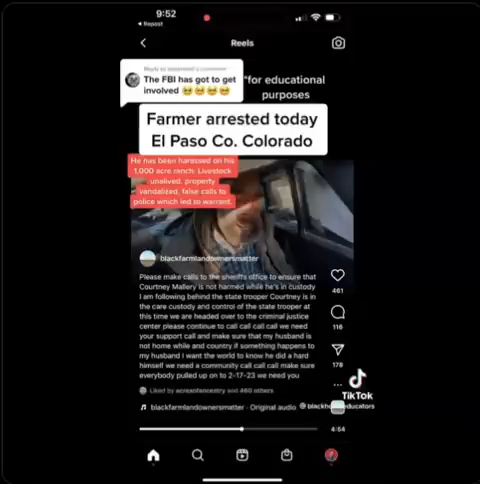 9:52
Repost
Reels
The FBI has got to get
involved 🥺🥺🥺🥺
"for educational
purposes
Farmer arrested today
El Paso Co. Colorado
He has been harassed on his
1,000 acre ranch: Livestock
unalived, property
vandalized, false calls to
police which led to warrant.
blackfarmlandownersmatter
Please make calls to the sheriffs office to ensure that
Courtney Mallery is not harmed while he's in custody
I am following behind the state trooper Courtney is in
the care custody and control of the state trooper at
this time we are headed over to the criminal justice
center please continue to call call call call we need
your support call and make sure that my husband is
not home while and country if something happens to
my husband I want the world to know he did a hard
himself we need a community call call call make sure
everybody pulled up on to 2-17-23 we need you
461
116
178
Liked by acreanfancestry and 460 others
TikTok
blackfarmlandownersmatter · Original audio
4:54